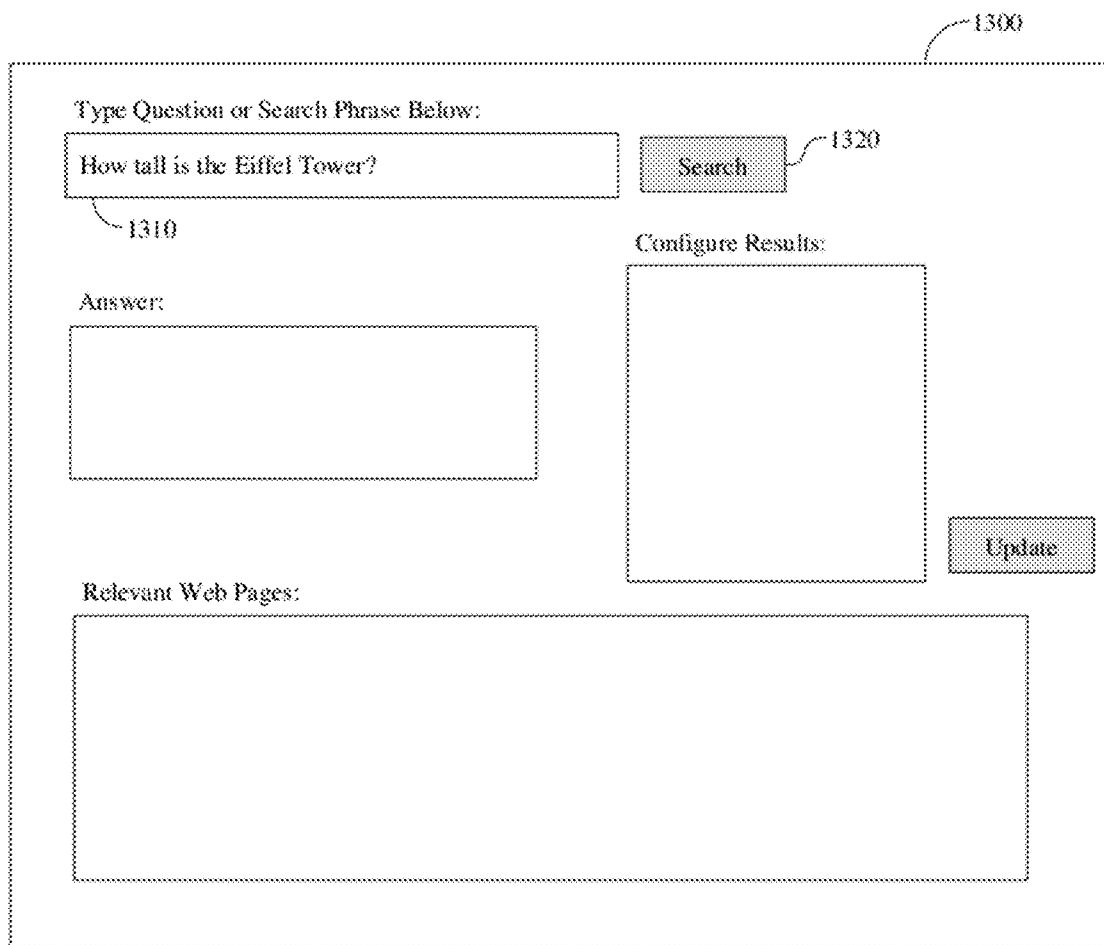 1300
Type Question or Search Phrase Below:
How tall is the Eiffel Tower?
Search
1320
1310
Configure Results:
Answer:
Update
Relevant Web Pages: